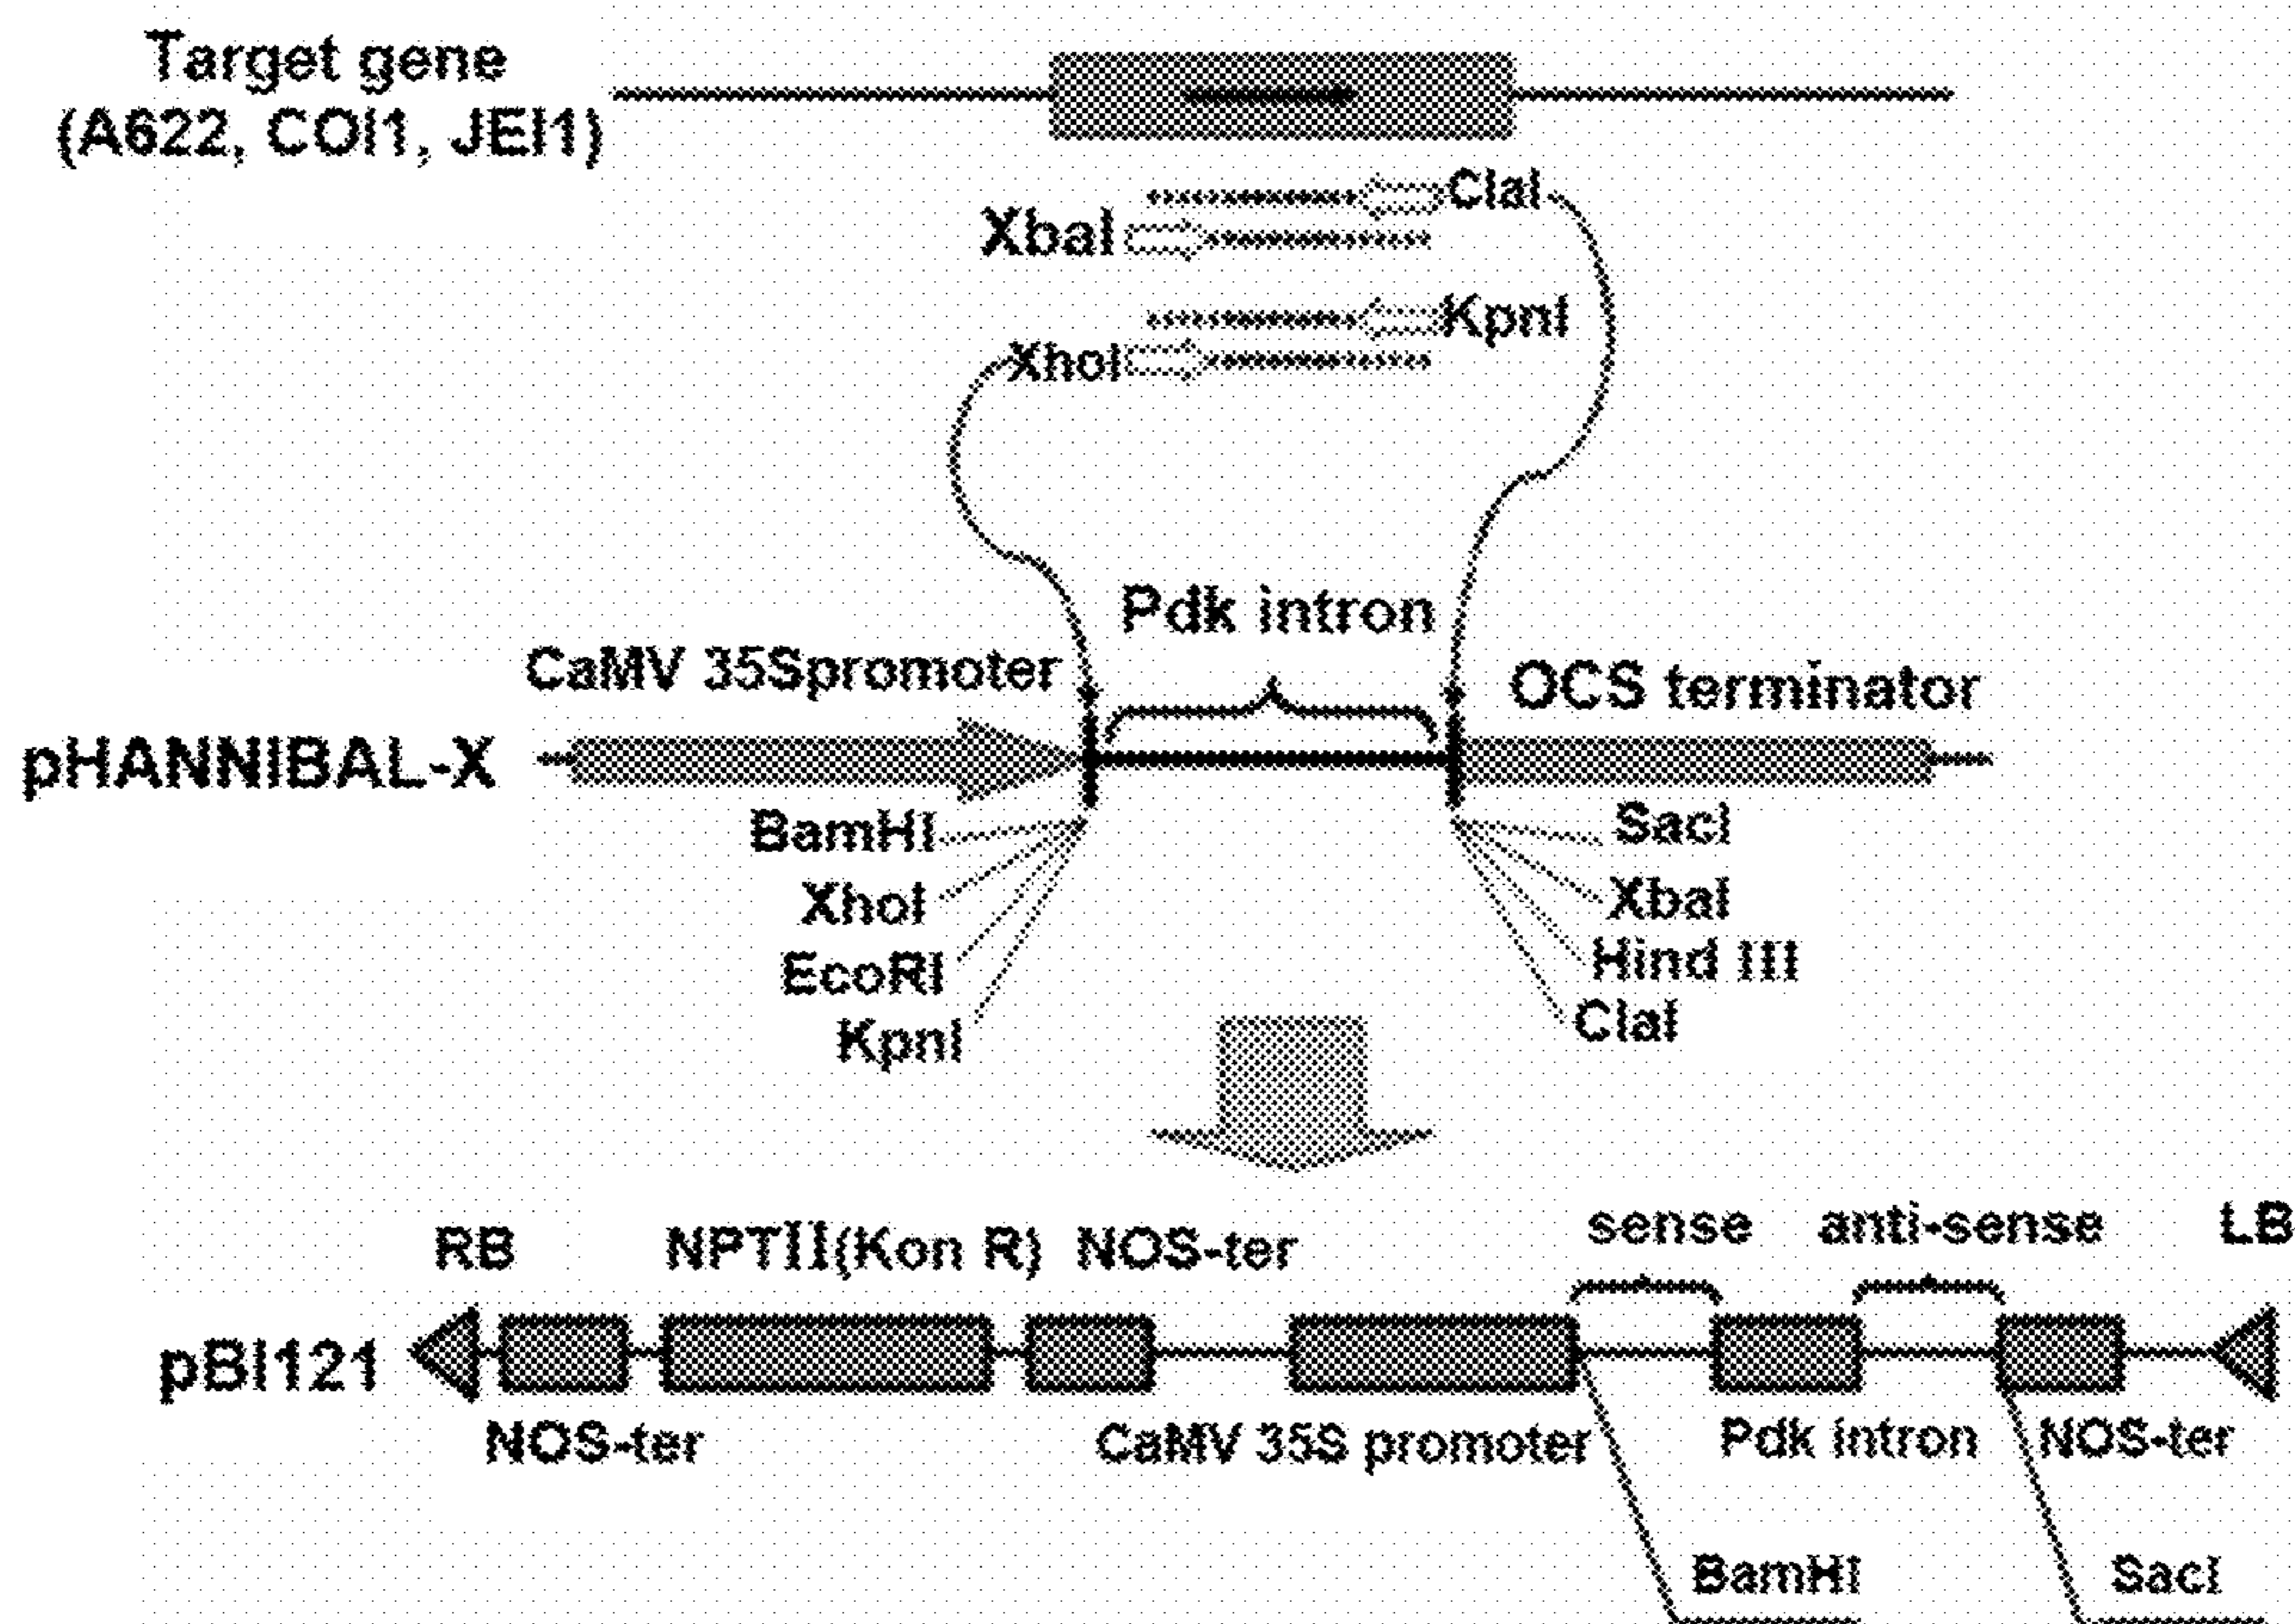 Target gene
(A622, COI1, JEI1)
ClaI
XbaI
KpnI
XhoI
Pdk intron
CaMV 35Spromoter
OCS terminator
pHANNIBAL-X
BamHI
SacI
XhoI
XbaI
EcoRI
Hind III
KpnI
ClaI
sense
anti-sense
LB
RB
NPTII(Kon R)
NOS-ter
pBI121
NOS-ter
CaMV 35S promoter
Pdk intron
NOS-ter
BamHI
SacI